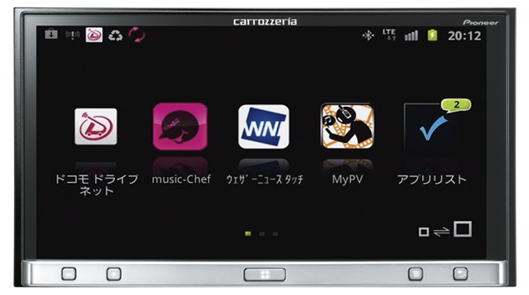 carrozzeria
Pioneer
LTE
20:12
WNI
2
ドコモ ドライブ
ネット
music-Chef
ウェザーニュース タッチ
MyPV
アプリリスト